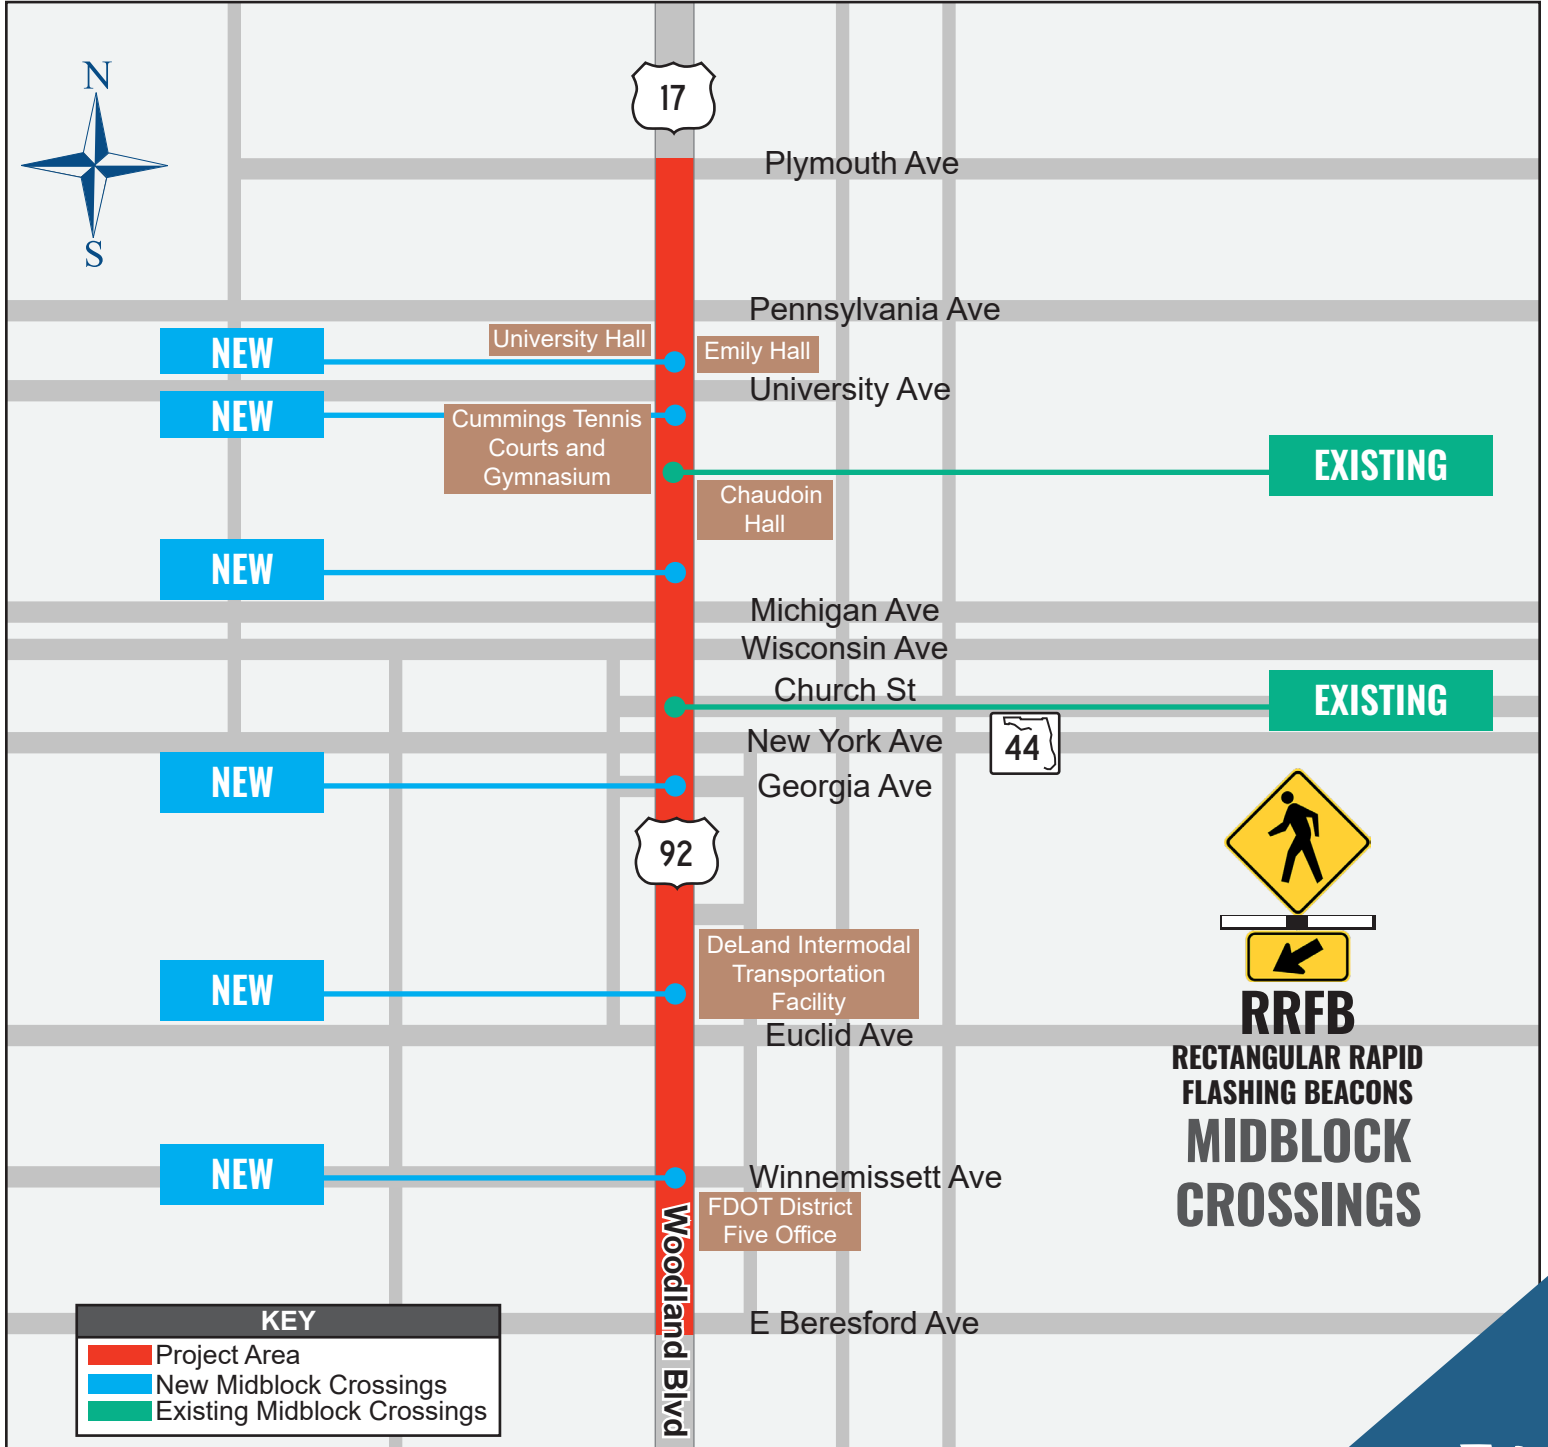 N
S
17
Plymouth Ave
Pennsylvania Ave
NEW
University Hall
Emily Hall
University Ave
NEW
Cummings Tennis
Courts and
Gymnasium
EXISTING
Chaudoin
Hall
NEW
Michigan Ave
Wisconsin Ave
Church St
EXISTING
New York Ave
44
NEW
Georgia Ave
92
DeLand Intermodal
Transportation
Facility
NEW
Euclid Ave
RRFB
RECTANGULAR RAPID
FLASHING BEACONS
MIDBLOCK
CROSSINGS
NEW
Winnemissett Ave
FDOT District
Five Office
Woodland Blvd
E Beresford Ave
KEY
Project Area
New Midblock Crossings
Existing Midblock Crossings